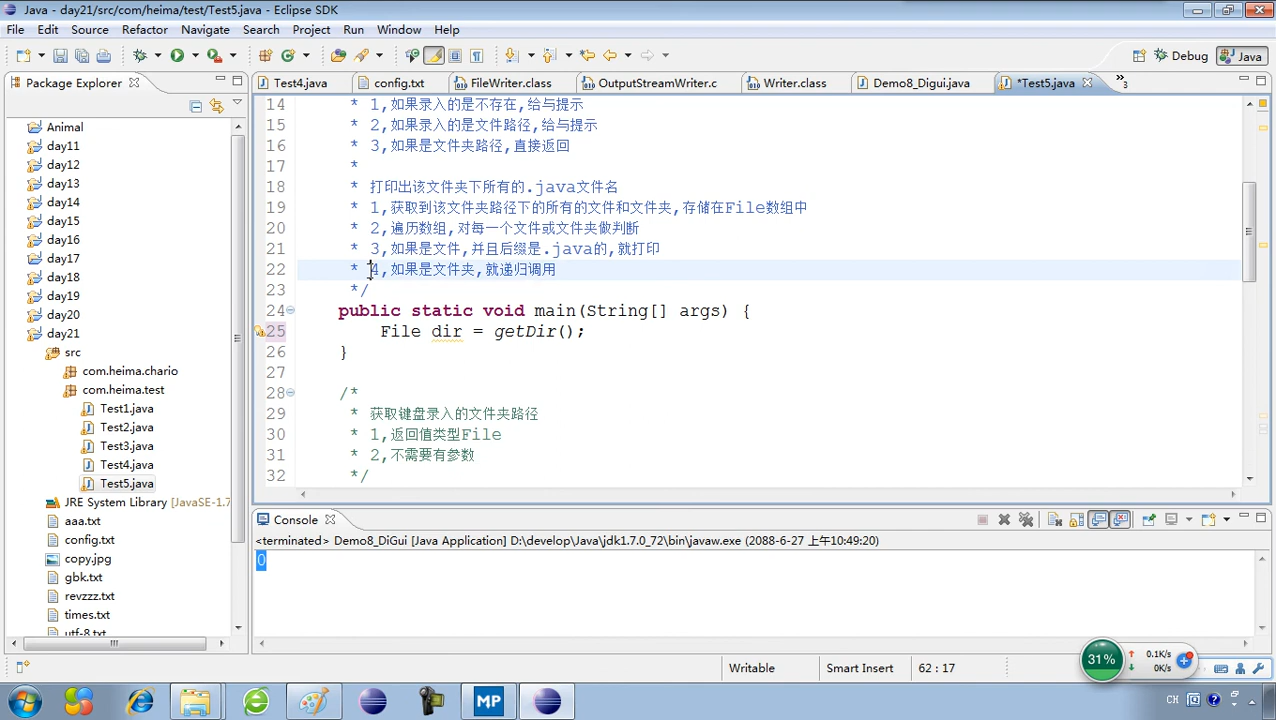 Java - day21/src/com/heima/test/Test5.java - Eclipse SDK
File Edit Source Refactor Navigate Search Project Run Window Help
Debug Java
Package Explorer
Test4.java config.txt FileWriter.class OutputStreamWriter.c Writer.class Demo8_Digui.java *Test5.java »3
Animal
day11
day12
day13
day14
day15
day16
day17
day18
day19
day20
day21
src
com.heima.chario
com.heima.test
Test1.java
Test2.java
Test3.java
Test4.java
Test5.java
JRE System Library [JavaSE-1.7
aaa.txt
config.txt
copy.jpg
gbk.txt
revzzz.txt
times.txt
utf-8.txt
14 * 1,如果录入的是不存在,给与提示
15 * 2,如果录入的是文件路径,给与提示
16 * 3,如果是文件夹路径,直接返回
17 *
18 * 打印出该文件夹下所有的.java文件名
19 * 1,获取到该文件夹路径下的所有的文件和文件夹,存储在File数组中
20 * 2,遍历数组,对每一个文件或文件夹做判断
21 * 3,如果是文件,并且后缀是.java的,就打印
22 * 4,如果是文件夹,就递归调用
23 */
24 public static void main(String[] args) {
25 File dir = getDir();
26 }
27
28 /*
29 * 获取键盘录入的文件夹路径
30 * 1,返回值类型File
31 * 2,不需要有参数
32 */
Console
<terminated> Demo8_DiGui [Java Application] D:\develop\Java\jdk1.7.0_72\bin\javaw.exe (2088-6-27 上午10:49:20)
0
Writable Smart Insert 62 : 17
31% 0.1K/s
0K/s
MP CH